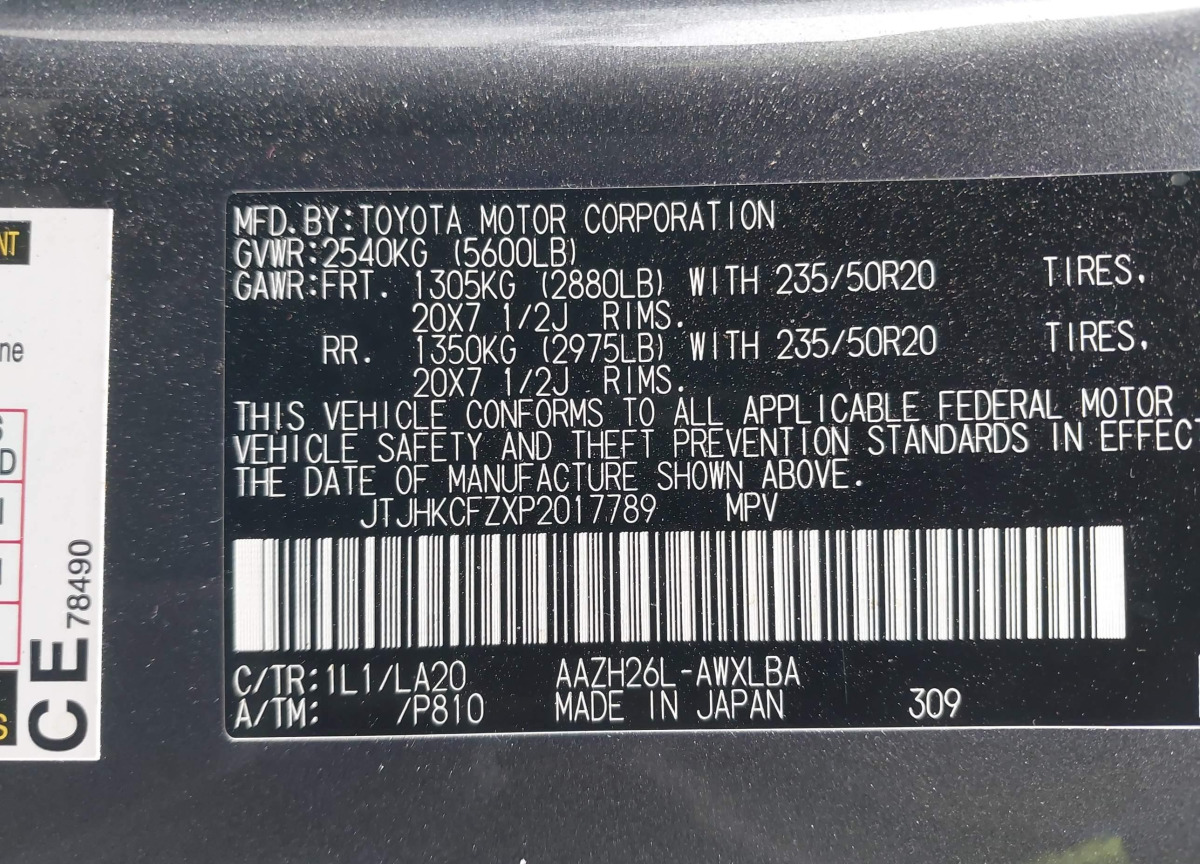 MFD.BY:TOYOTA MOTOR CORPORATION
GVWR:2540KG (5600LB)
GAWR:FRT. 1305KG (2880LB) WITH 235/50R20 TIRES,
20X7 1/2J RIMS.
RR. 1350KG (2975LB) WITH 235/50R20 TIRES,
20X7 1/2J RIMS.
THIS VEHICLE CONFORMS TO ALL APPLICABLE FEDERAL MOTOR
VEHICLE SAFETY AND THEFT PREVENTION STANDARDS IN EFFECT
THE DATE OF MANUFACTURE SHOWN ABOVE.
JTJHKCFZXP2017789 MPV
C/TR:1L1/LA20 AAZH26L-AWXLBA
A/TM: /P810 MADE IN JAPAN 309
NT
ne
S
D
CE 78490
S